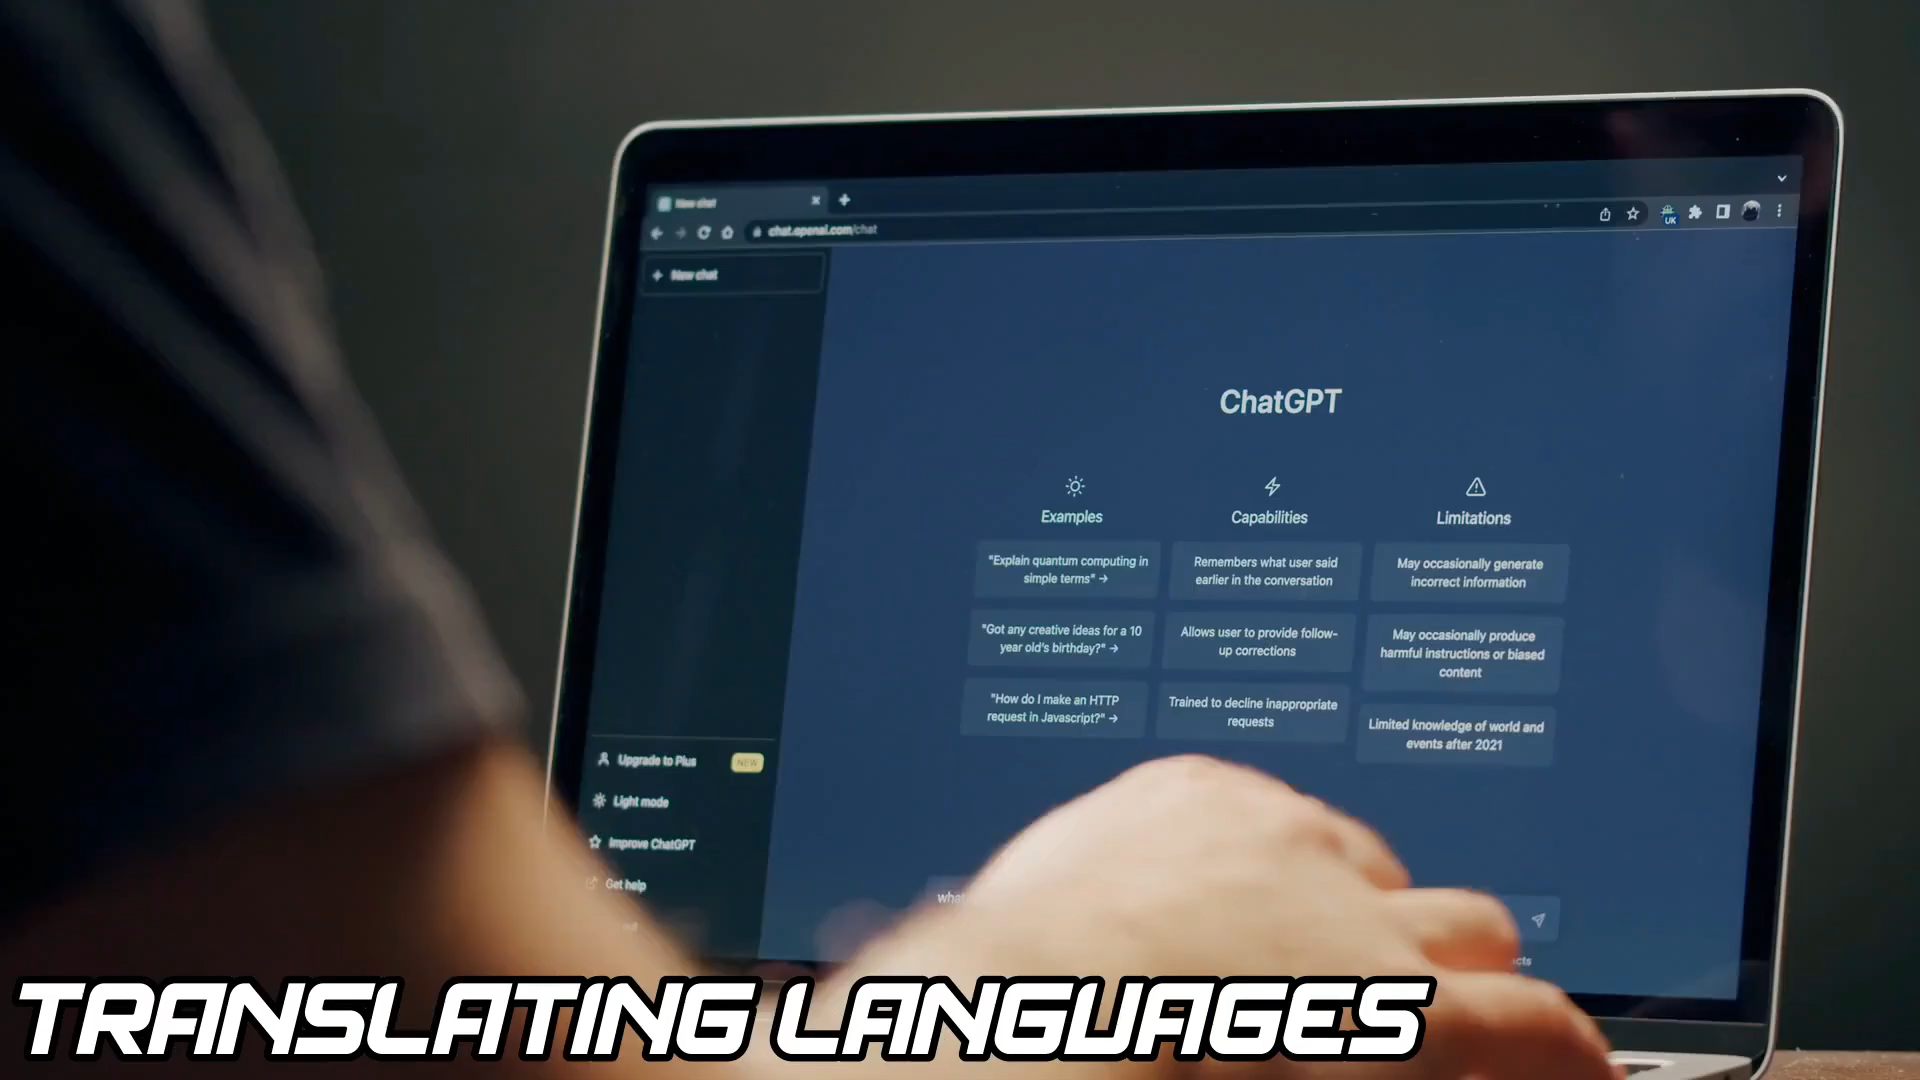 New chat
chat.openai.com/chat
UK
New chat
ChatGPT
Examples
"Explain quantum computing in
simple terms" →
"Got any creative ideas for a 10
year old's birthday?" →
"How do I make an HTTP
request in Javascript?" →
Capabilities
Remembers what user said
earlier in the conversation
Allows user to provide follow-
up corrections
Trained to decline inappropriate
requests
Limitations
May occasionally generate
incorrect information
May occasionally produce
harmful instructions or biased
content
Limited knowledge of world and
events after 2021
Upgrade to Plus
NEW
Light mode
Improve ChatGPT
Get help
what
TRANSLATING LANGUAGES